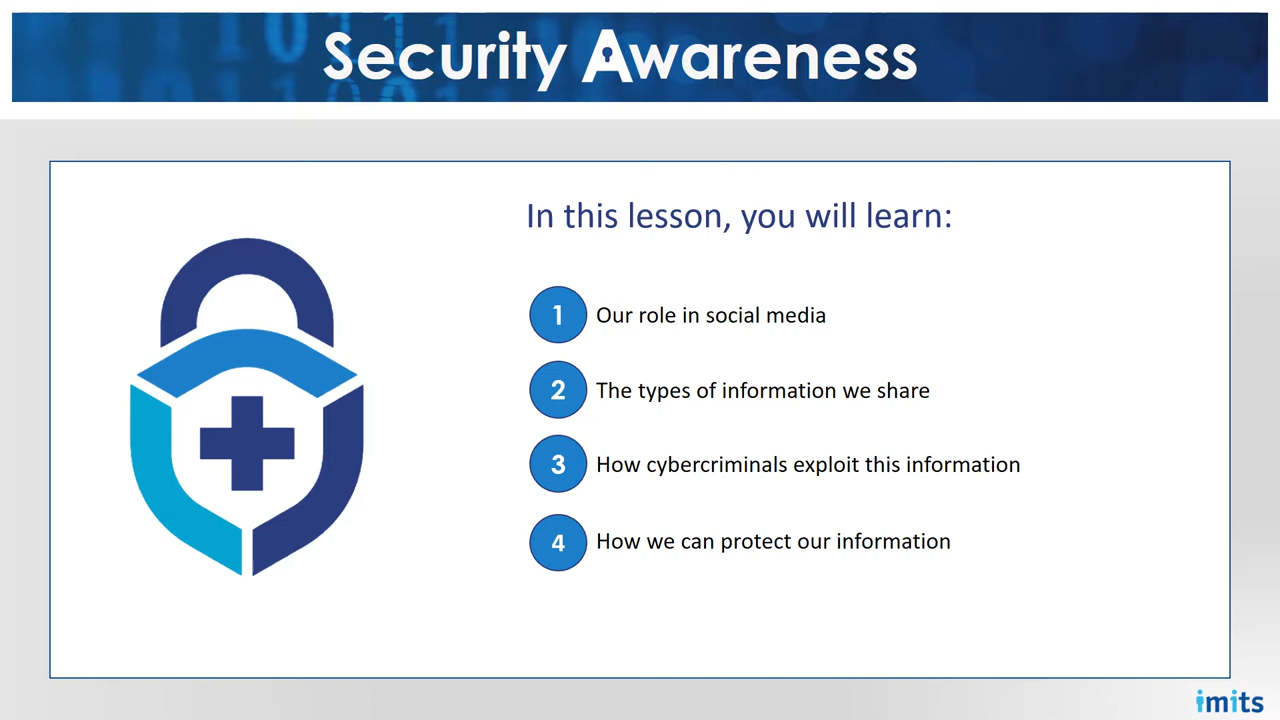 Security Awareness
In this lesson, you will learn:
1 Our role in social media
2 The types of information we share
3 How cybercriminals exploit this information
4 How we can protect our information
imits